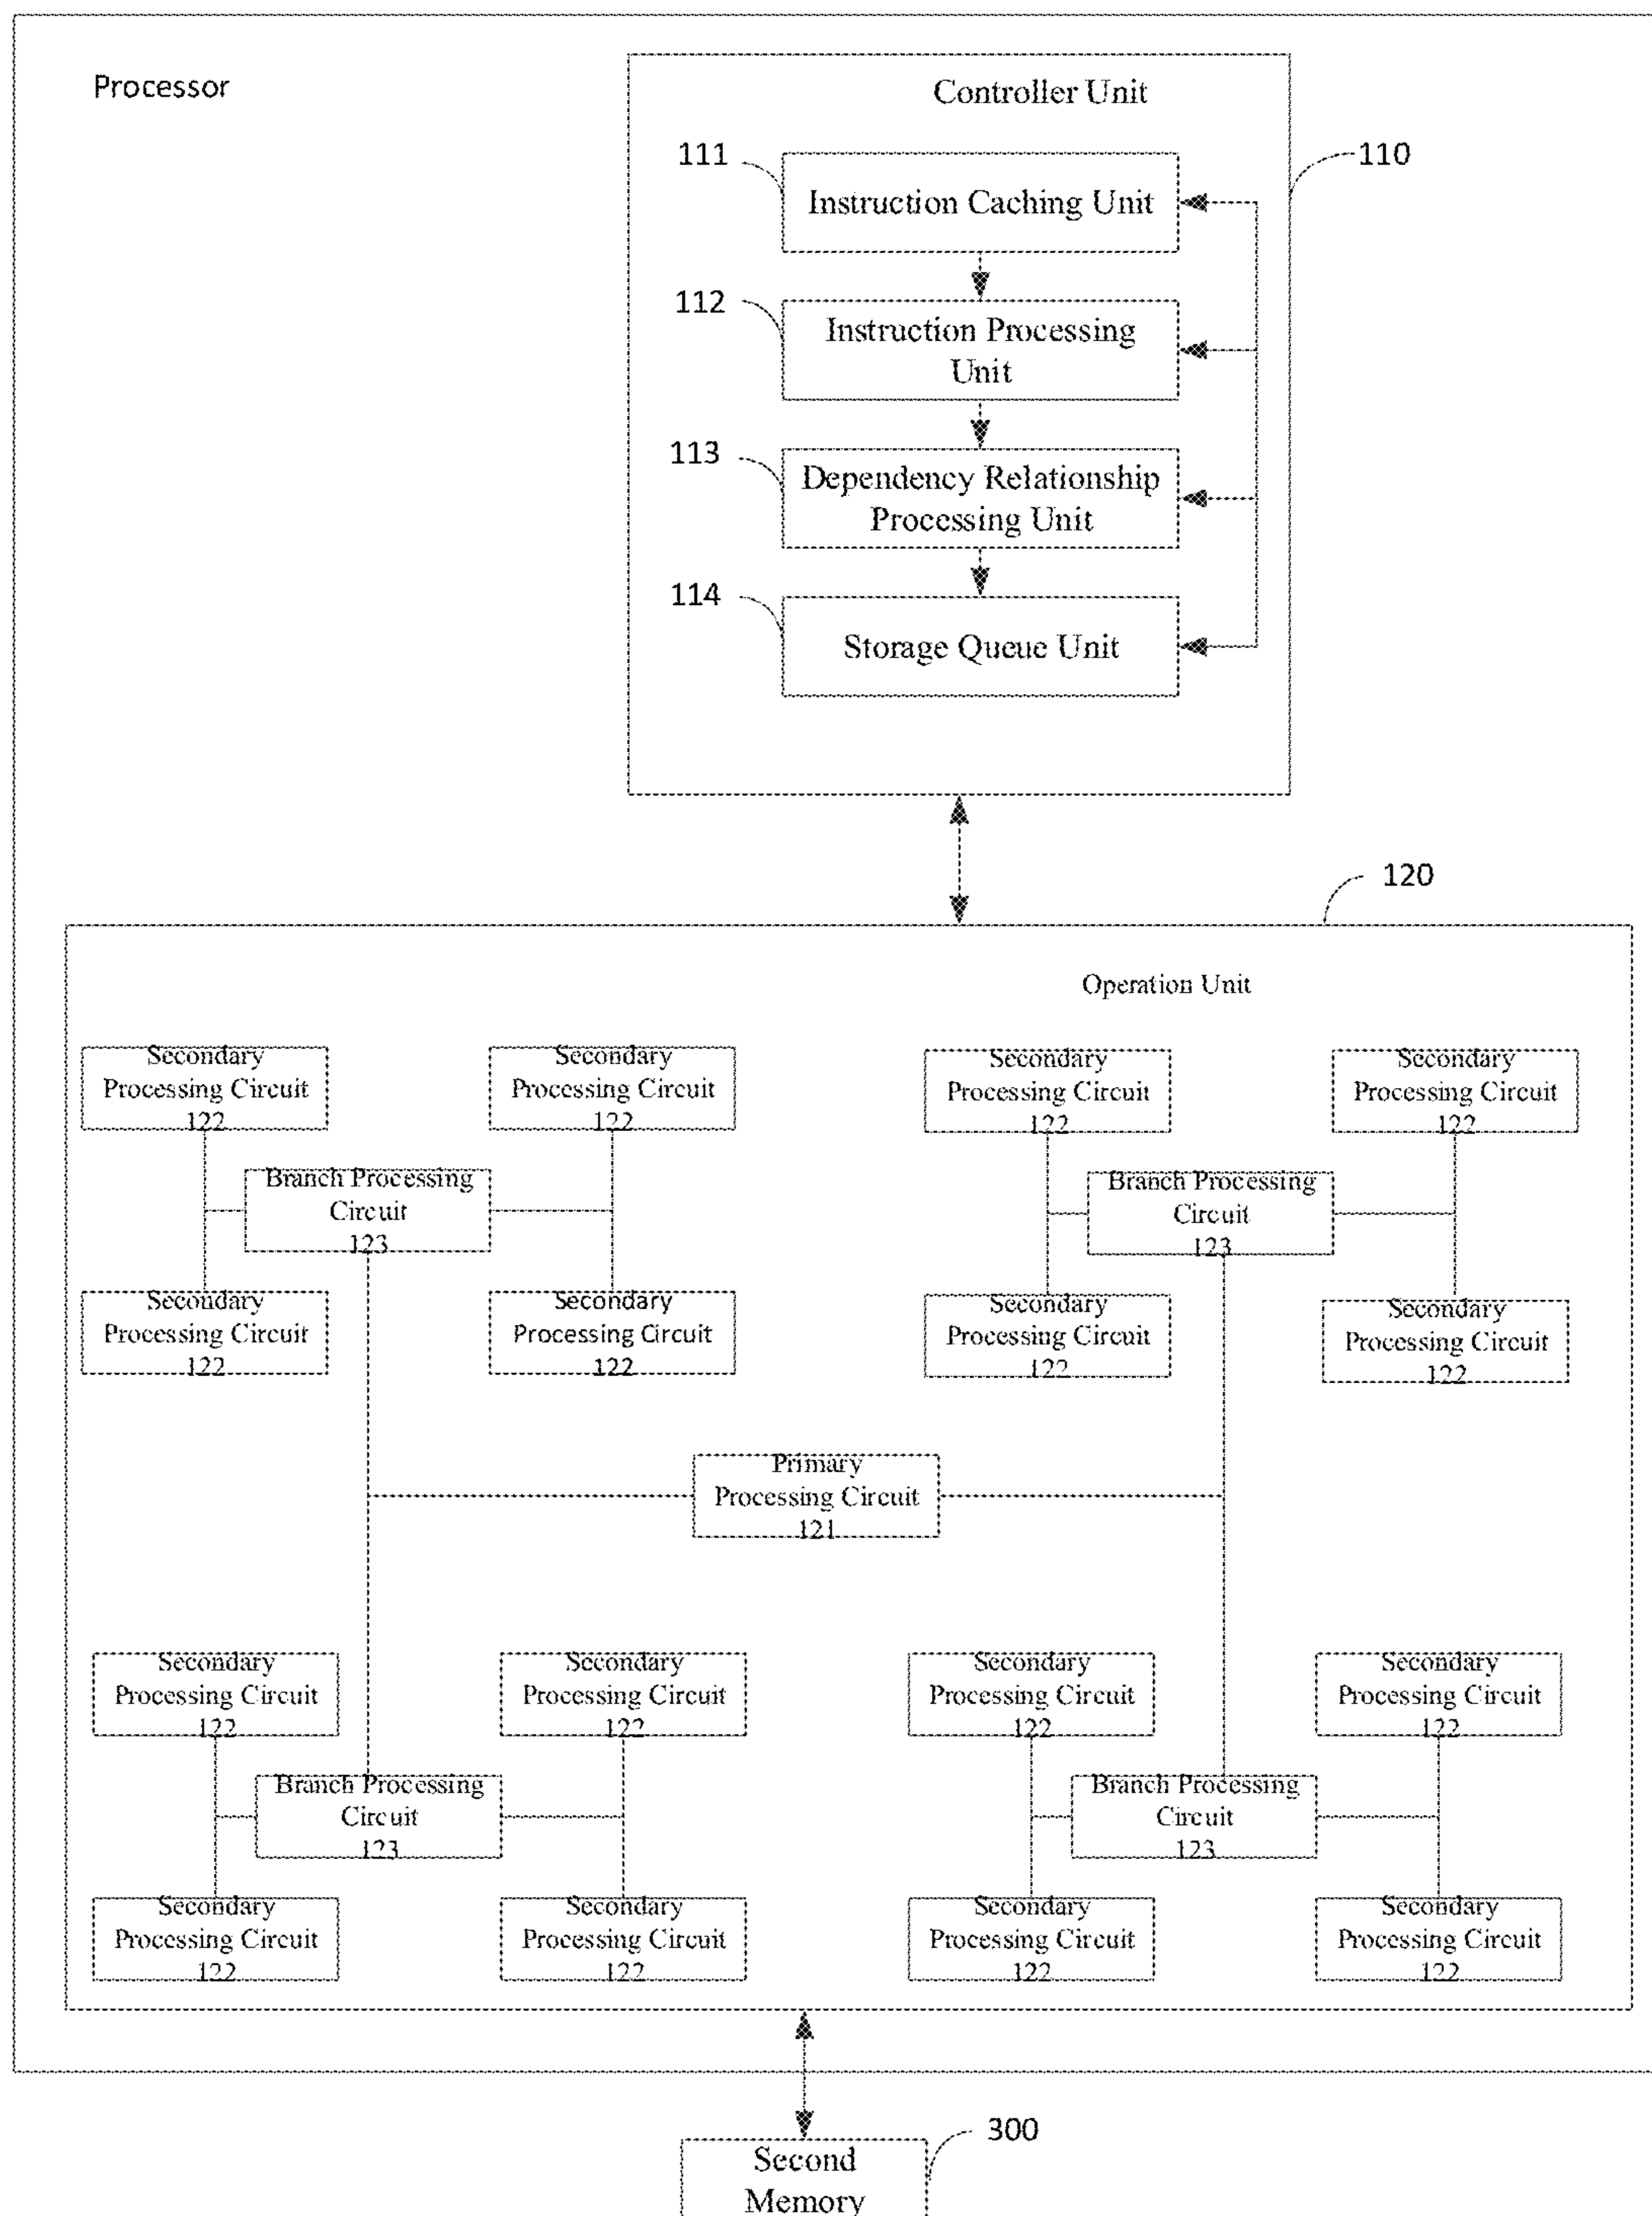 Processor
Controller Unit
111
110
Instruction Caching Unit
112
Instruction Processing
Unit
113
Dependency Relationship
Processing Unit
114
Storage Queue Unit
120
Operation Unit
Secondary
Processing Circuit
122
Secondary
Processing Circuit
122
Secondary
Processing Circuit
122
Secondary
Processing Circuit
122
Branch Processing
Circuit
123
Branch Processing
Circuit
123
Secondary
Processing Circuit
122
Secondary
Processing Circuit
122
Secondary
Processing Circuit
122
Secondary
Processing Circuit
122
Primary
Processing Circuit
121
Secondary
Processing Circuit
122
Secondary
Processing Circuit
122
Secondary
Processing Circuit
122
Secondary
Processing Circuit
122
Branch Processing
Circuit
123
Branch Processing
Circuit
123
Secondary
Processing Circuit
122
Secondary
Processing Circuit
122
Secondary
Processing Circuit
122
Secondary
Processing Circuit
122
300
Second
Memory